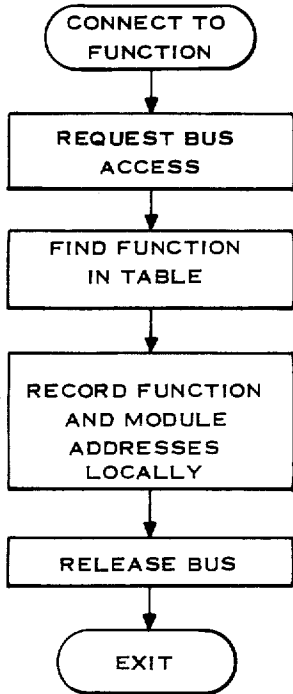 CONNECT TO
FUNCTION
REQUEST BUS
ACCESS
FIND FUNCTION
IN TABLE
RECORD FUNCTION
AND MODULE
ADDRESSES
LOCALLY
RELEASE BUS
EXIT